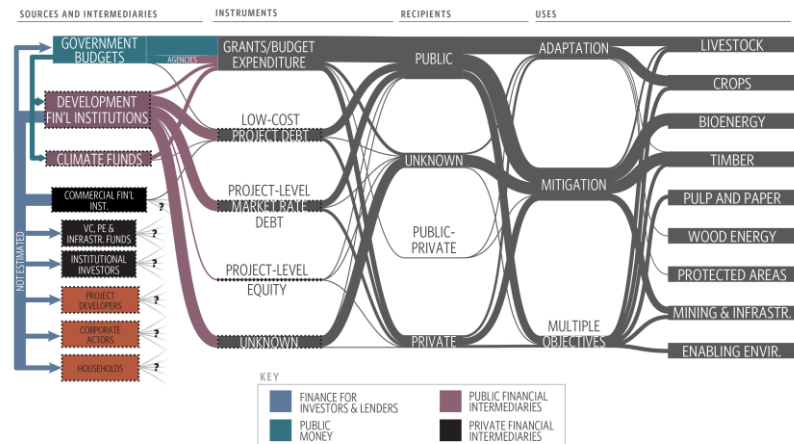 SOURCES AND INTERMEDIARIES
INSTRUMENTS
RECIPIENTS
USES
GOVERNMENT
BUDGETS
AGENCIES
DEVELOPMENT
FIN'L INSTITUTIONS
CLIMATE FUNDS
COMMERCIAL FIN'L
INST.
?
VC, PE &
INFRASTR. FUNDS
?
INSTITUTIONAL
INVESTORS
?
PROJECT
DEVELOPERS
?
CORPORATE
ACTORS
?
HOUSEHOLDS
?
NOT ESTIMATED
GRANTS/BUDGET
EXPENDITURE
LOW-COST
PROJECT DEBT
PROJECT-LEVEL
MARKET RATE
DEBT
PROJECT-LEVEL
EQUITY
UNKNOWN
PUBLIC
UNKNOWN
PUBLIC-
PRIVATE
PRIVATE
ADAPTATION
MITIGATION
MULTIPLE
OBJECTIVES
LIVESTOCK
CROPS
BIOENERGY
TIMBER
PULP AND PAPER
WOOD ENERGY
PROTECTED AREAS
MINING & INFRASTR.
ENABLING ENVIR.
KEY
FINANCE FOR
INVESTORS & LENDERS
PUBLIC
MONEY
PUBLIC FINANCIAL
INTERMEDIARIES
PRIVATE FINANCIAL
INTERMEDIARIES